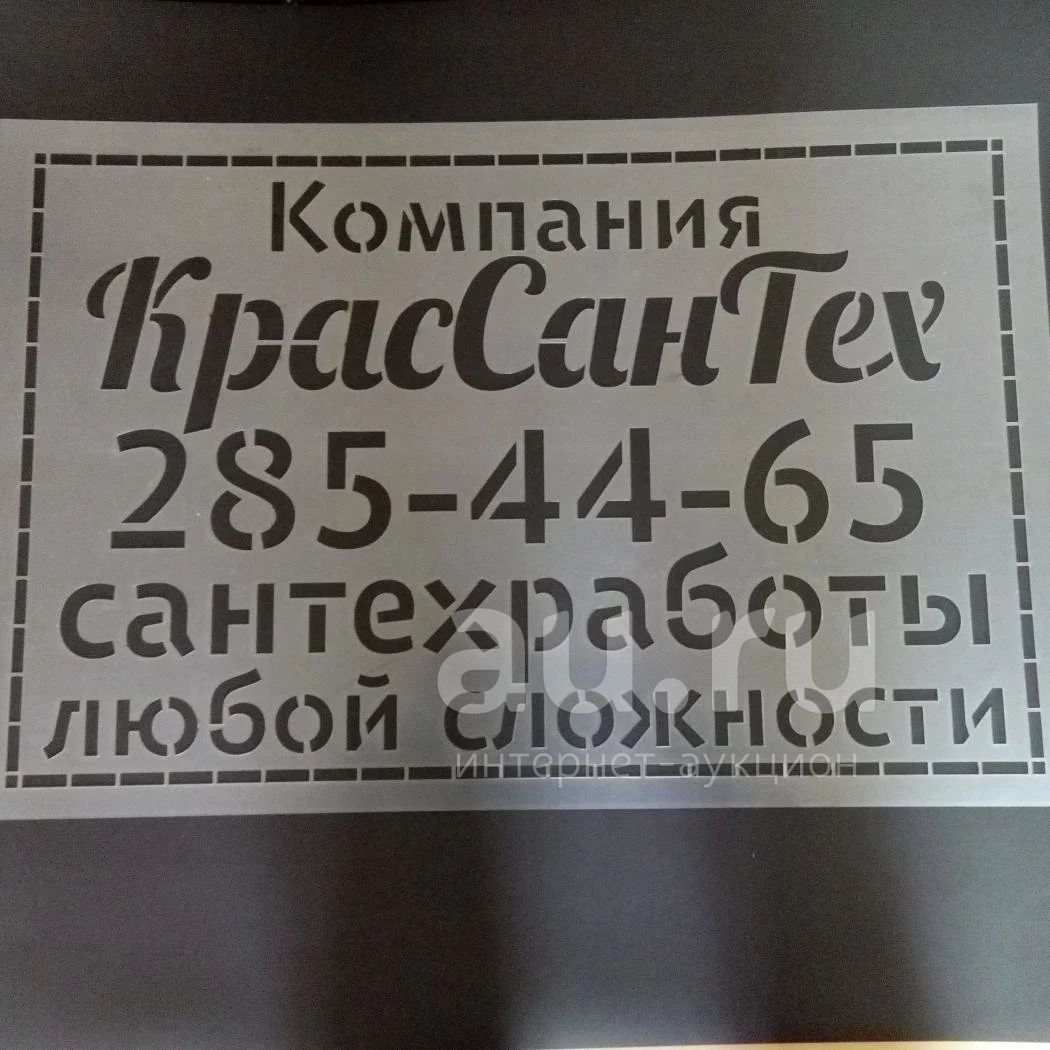 Компания
КрасСанТех
285-44-65
сантехработы
любой сложности
au.ru
интернет-аукцион